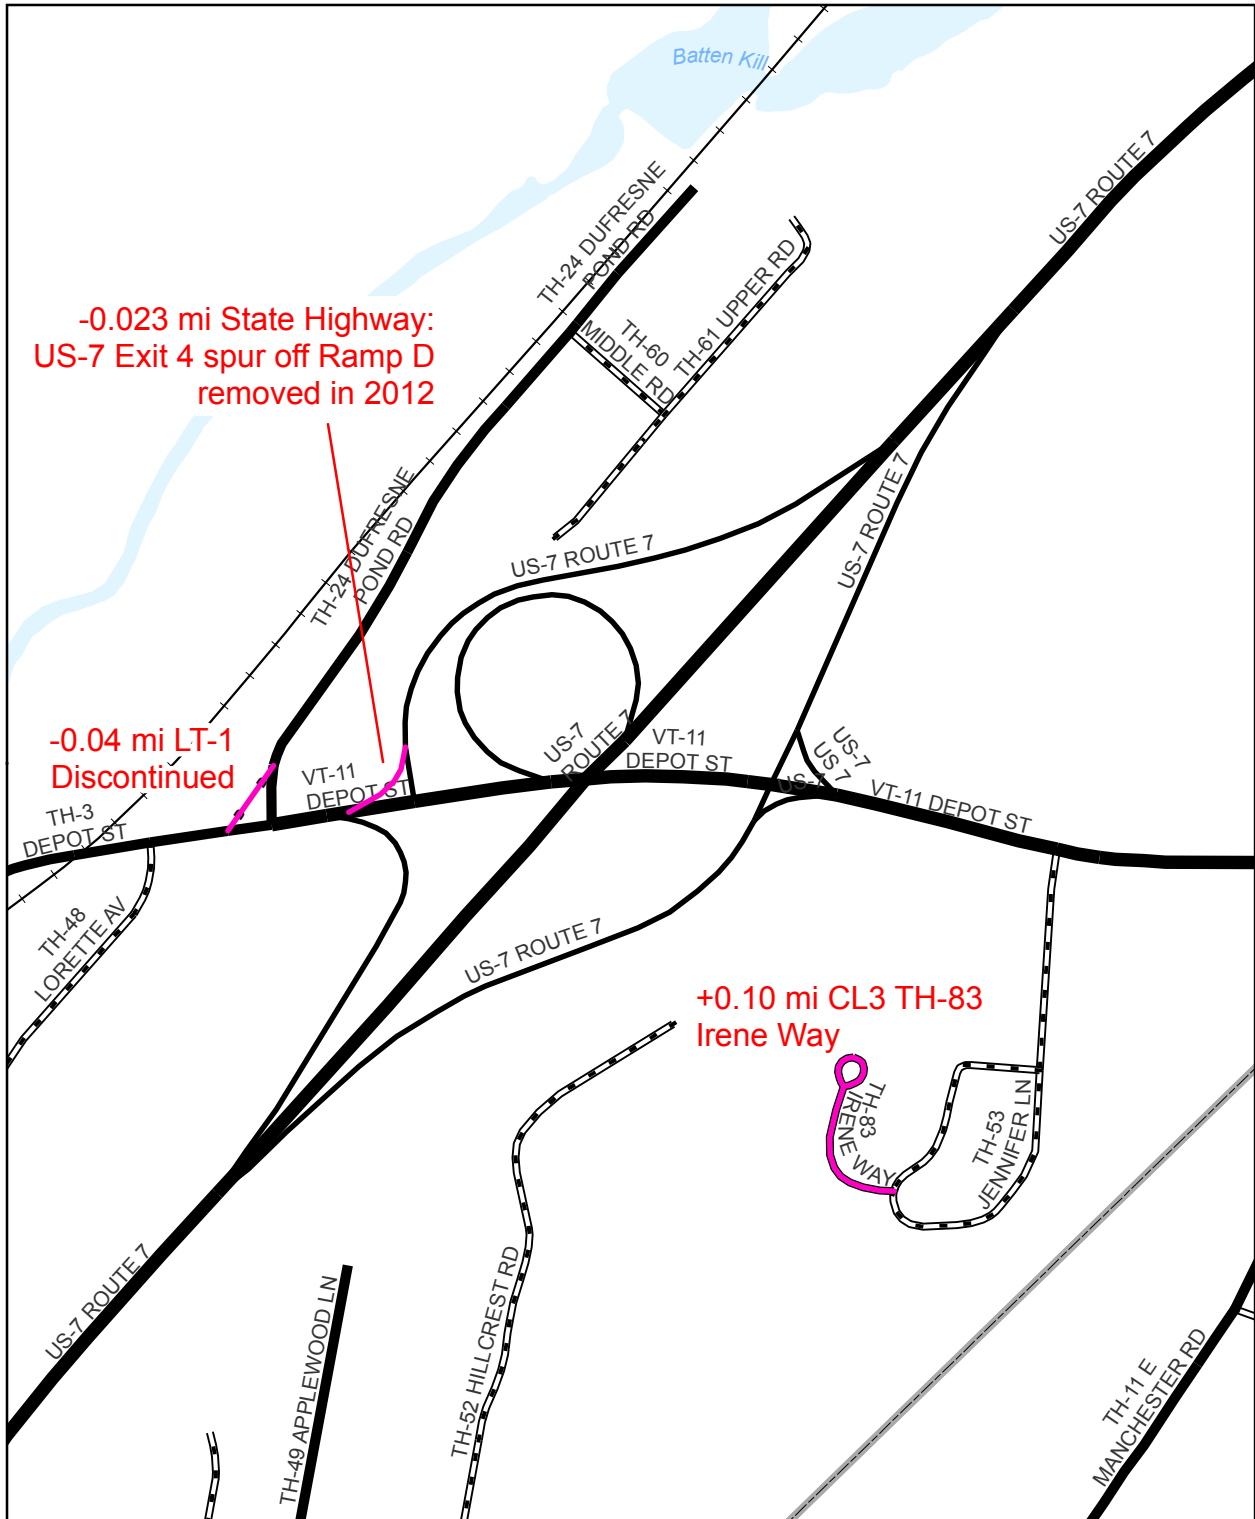 Batten Kill
US-7 ROUTE 7
TH-24 DUFRESNE
POND RD
TH-61 UPPER RD
TH-60
MIDDLE RD
-0.023 mi State Highway:
US-7 Exit 4 spur off Ramp D
removed in 2012
TH-24 DUFRESNE
POND RD
US-7 ROUTE 7
US-7 ROUTE 7
-0.04 mi LT-1
Discontinued
US-7
ROUTE 7
VT-11
DEPOT ST
US-7
US 7
US-7
VT-11
DEPOT ST
VT-11 DEPOT ST
TH-3
DEPOT ST
TH-48
LORETTE AV
US-7 ROUTE 7
+0.10 mi CL3 TH-83
Irene Way
TH-83
IRENE WAY
TH-53
JENNIFER LN
US-7 ROUTE 7
TH-49 APPLEWOOD LN
TH-52 HILLCREST RD
TH-11 E
MANCHESTER RD